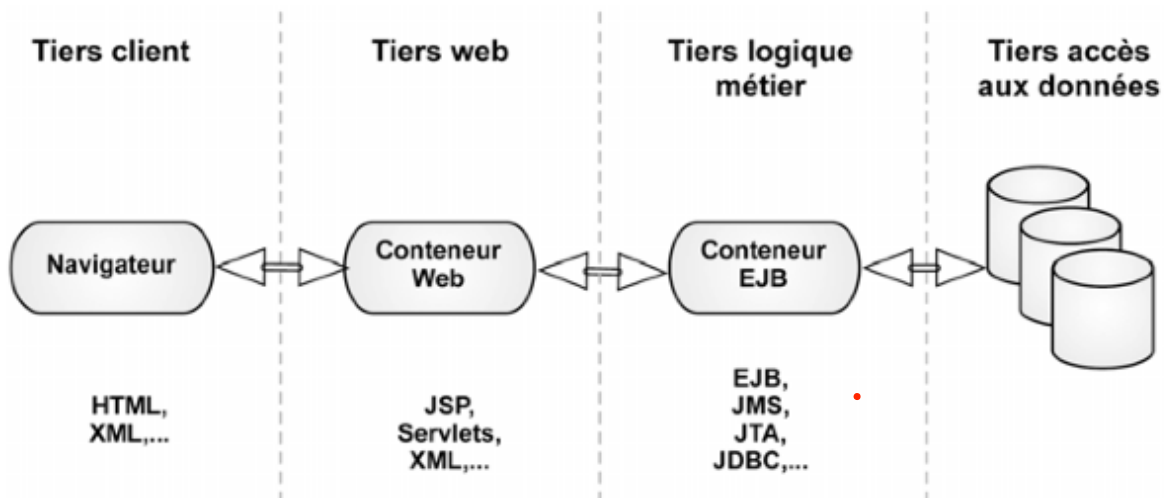 Tiers client
Tiers web
Tiers logique
métier
Tiers accès
aux données
Navigateur
Conteneur
Web
Conteneur
EJB
HTML,
XML,...
JSP,
Servlets,
XML,...
EJB,
JMS,
JTA,
JDBC,...